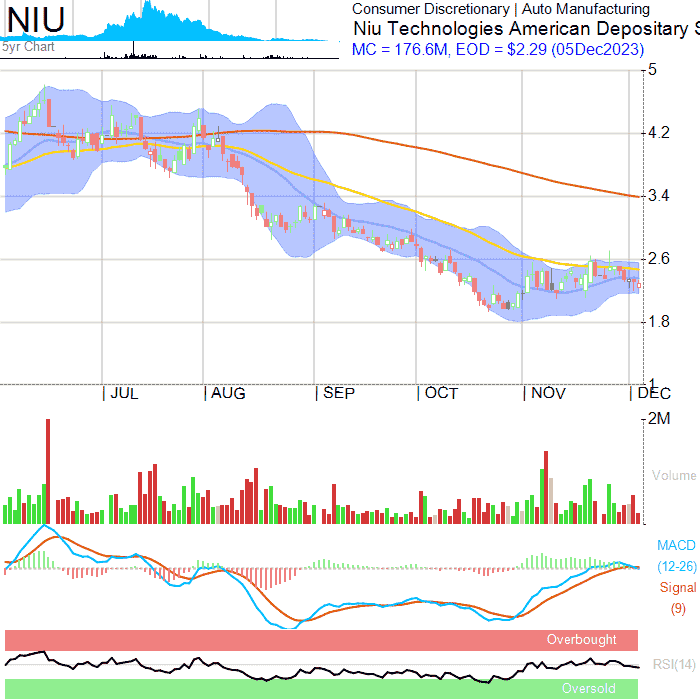 NIU
5yr Chart
Consumer Discretionary | Auto Manufacturing
Niu Technologies American Depositary S
MC = 176.6M, EOD = $2.29 (05Dec2023)
5
4.2
3.4
2.6
1.8
1
| JUL | AUG | SEP | OCT | NOV | DEC
2M
Volume
MACD
(12-26)
Signal
(9)
Overbought
RSI(14)
Oversold